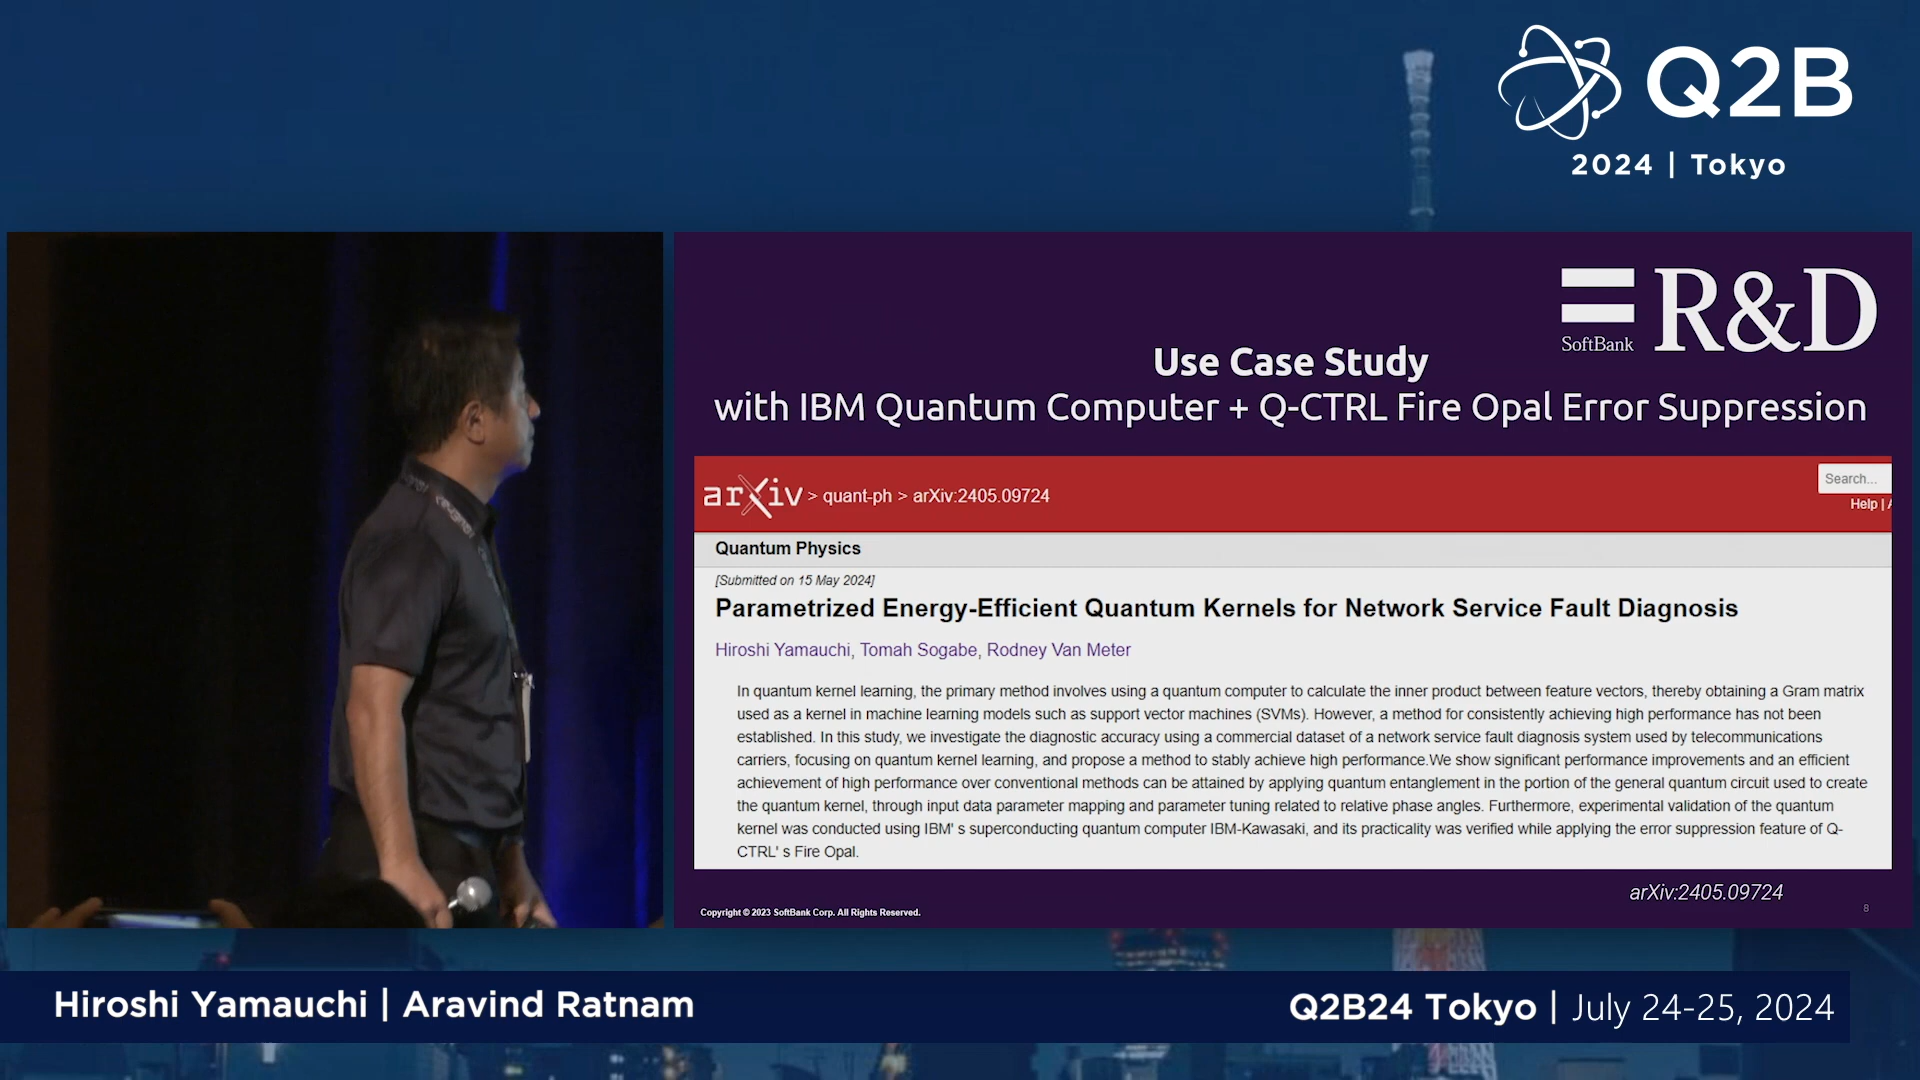 Q2B
2024 | Tokyo
SoftBank
R&D
Use Case Study
with IBM Quantum Computer + Q-CTRL Fire Opal Error Suppression
arXiv > quant-ph > arXiv:2405.09724
Search...
Help | A
Quantum Physics
[Submitted on 15 May 2024]
Parametrized Energy-Efficient Quantum Kernels for Network Service Fault Diagnosis
Hiroshi Yamauchi, Tomah Sogabe, Rodney Van Meter
In quantum kernel learning, the primary method involves using a quantum computer to calculate the inner product between feature vectors, thereby obtaining a Gram matrix
used as a kernel in machine learning models such as support vector machines (SVMs). However, a method for consistently achieving high performance has not been
established. In this study, we investigate the diagnostic accuracy using a commercial dataset of a network service fault diagnosis system used by telecommunications
carriers, focusing on quantum kernel learning, and propose a method to stably achieve high performance.We show significant performance improvements and an efficient
achievement of high performance over conventional methods can be attained by applying quantum entanglement in the portion of the general quantum circuit used to create
the quantum kernel, through input data parameter mapping and parameter tuning related to relative phase angles. Furthermore, experimental validation of the quantum
kernel was conducted using IBM' s superconducting quantum computer IBM-Kawasaki, and its practicality was verified while applying the error suppression feature of Q-
CTRL' s Fire Opal.
arXiv:2405.09724
Copyright © 2023 SoftBank Corp. All Rights Reserved.
8
Hiroshi Yamauchi | Aravind Ratnam
Q2B24 Tokyo | July 24-25, 2024